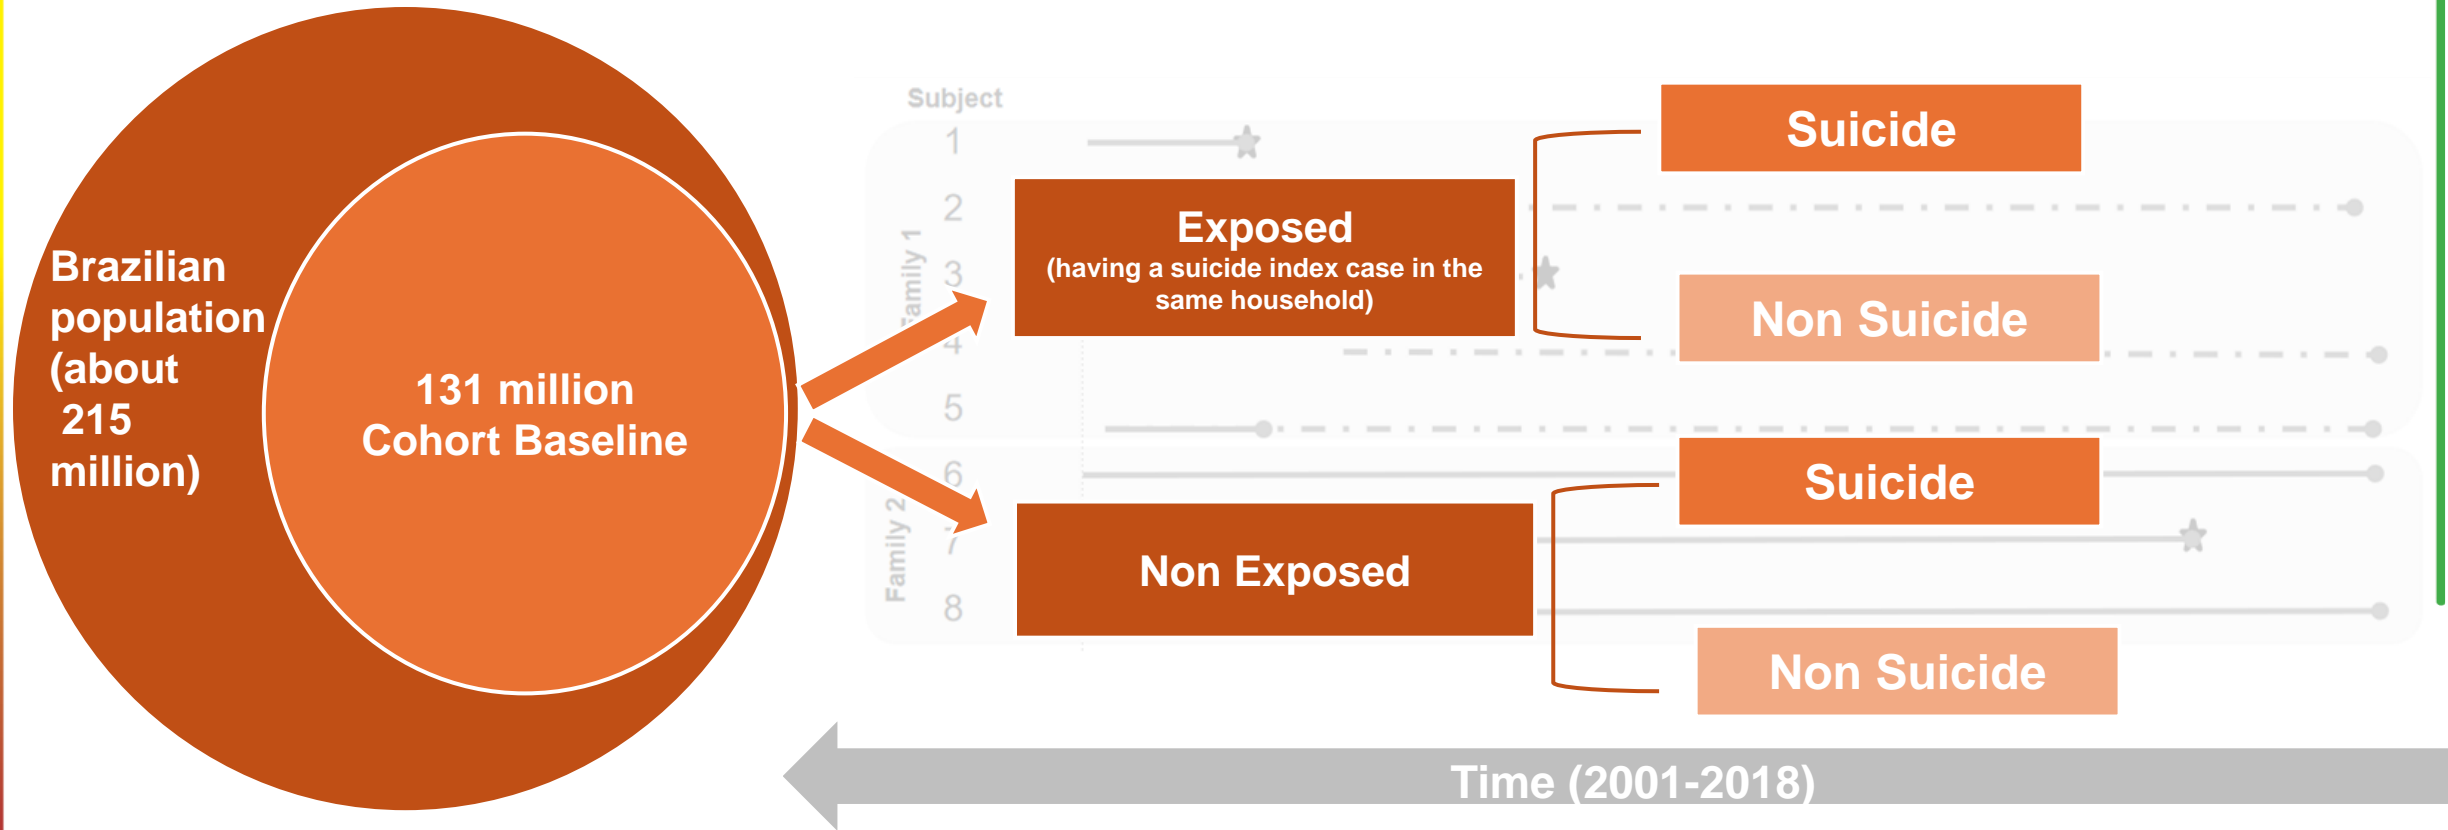 Brazilian
population
(about
215
million)
131 million
Cohort Baseline
Subject
1
2
3
4
5
6
7
8
Family 1
Family 2
Exposed
(having a suicide index case in the
same household)
Non Exposed
Suicide
Non Suicide
Suicide
Non Suicide
Time (2001-2018)